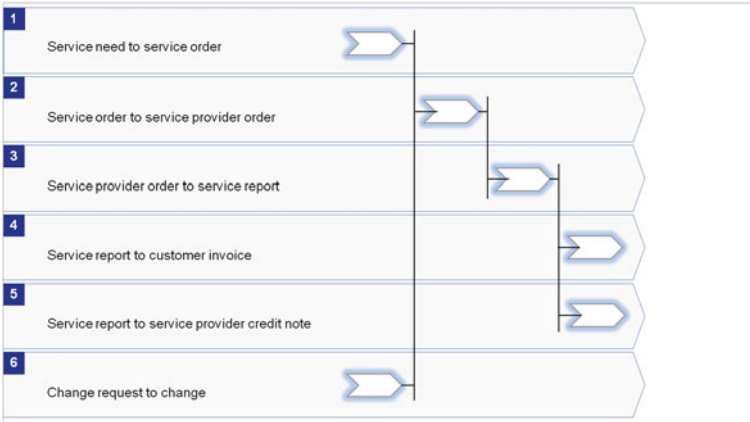 1
Service need to service order
2
Service order to service provider order
3
Service provider order to service report
4
Service report to customer invoice
5
Service report to service provider credit note
6
Change request to change